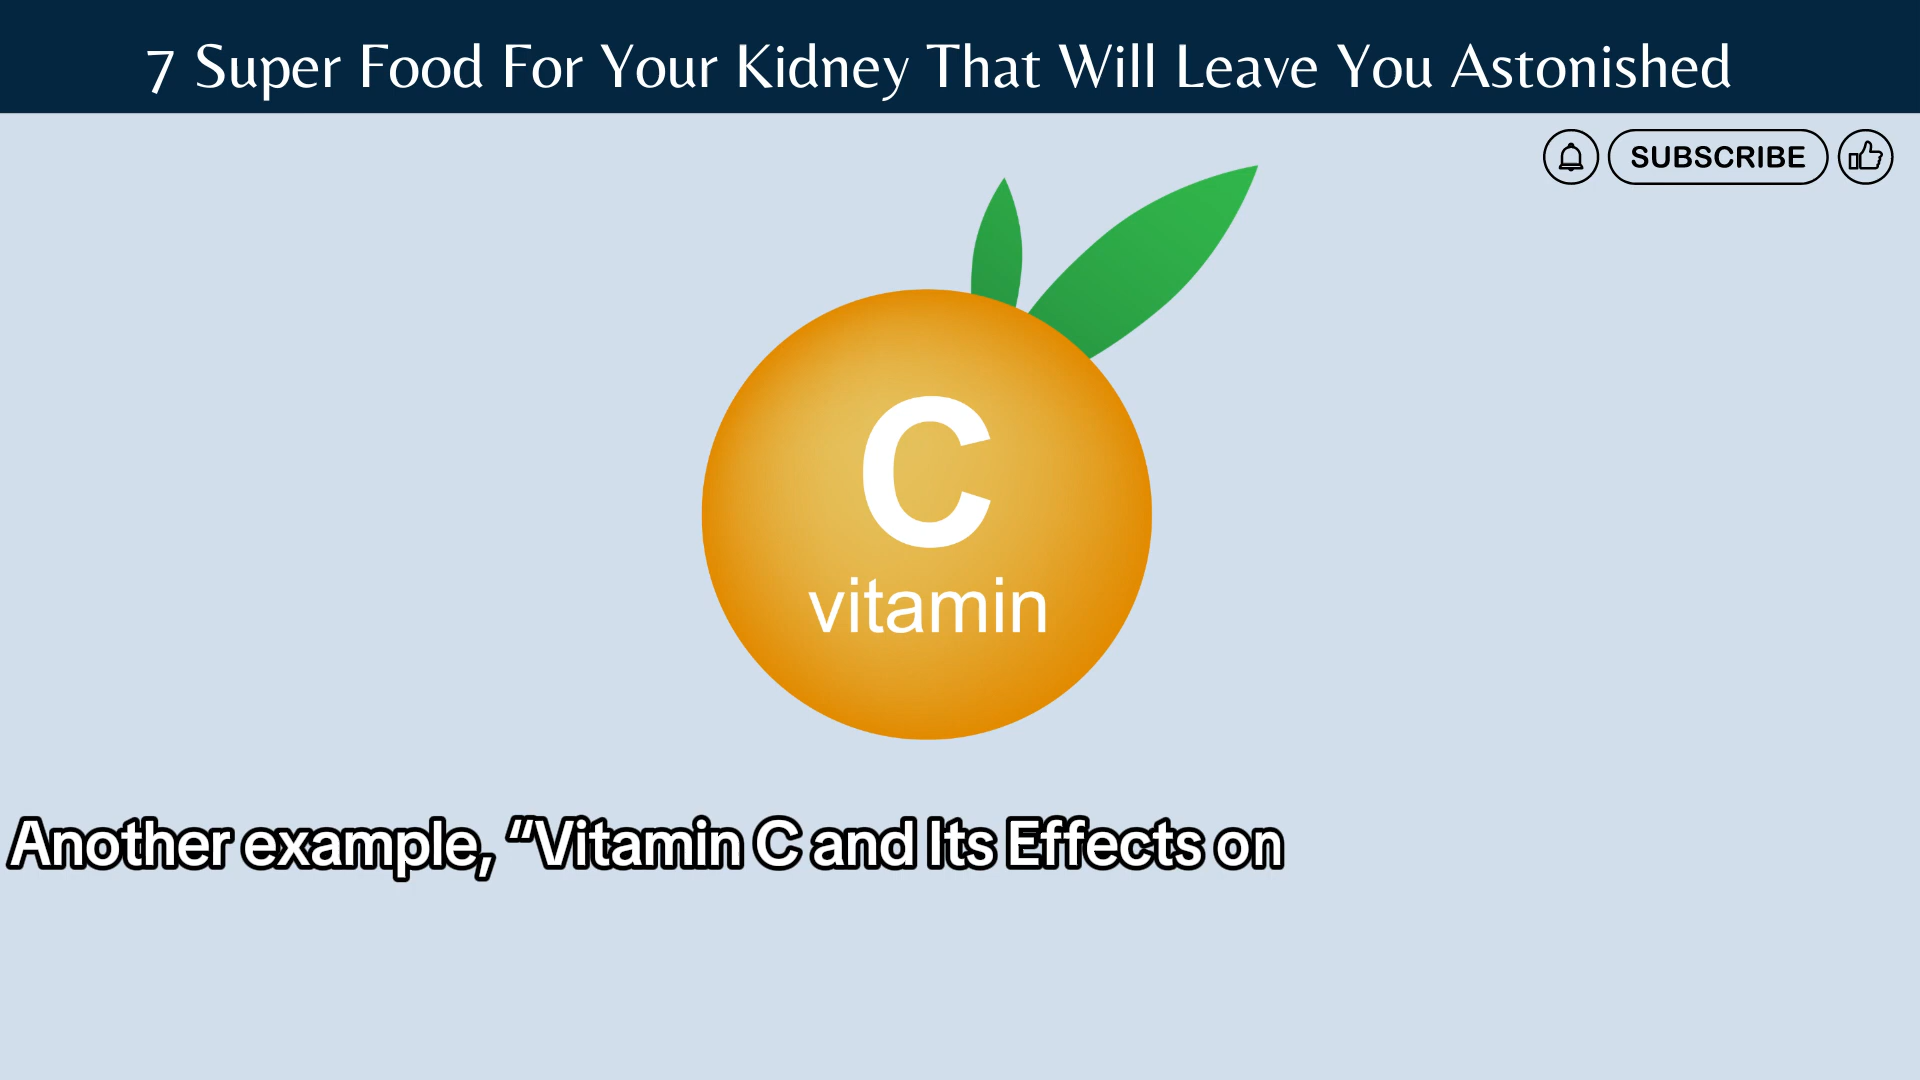 7 Super Food For Your Kidney That Will Leave You Astonished
SUBSCRIBE
C
vitamin
Another example, “Vitamin C and Its Effects on